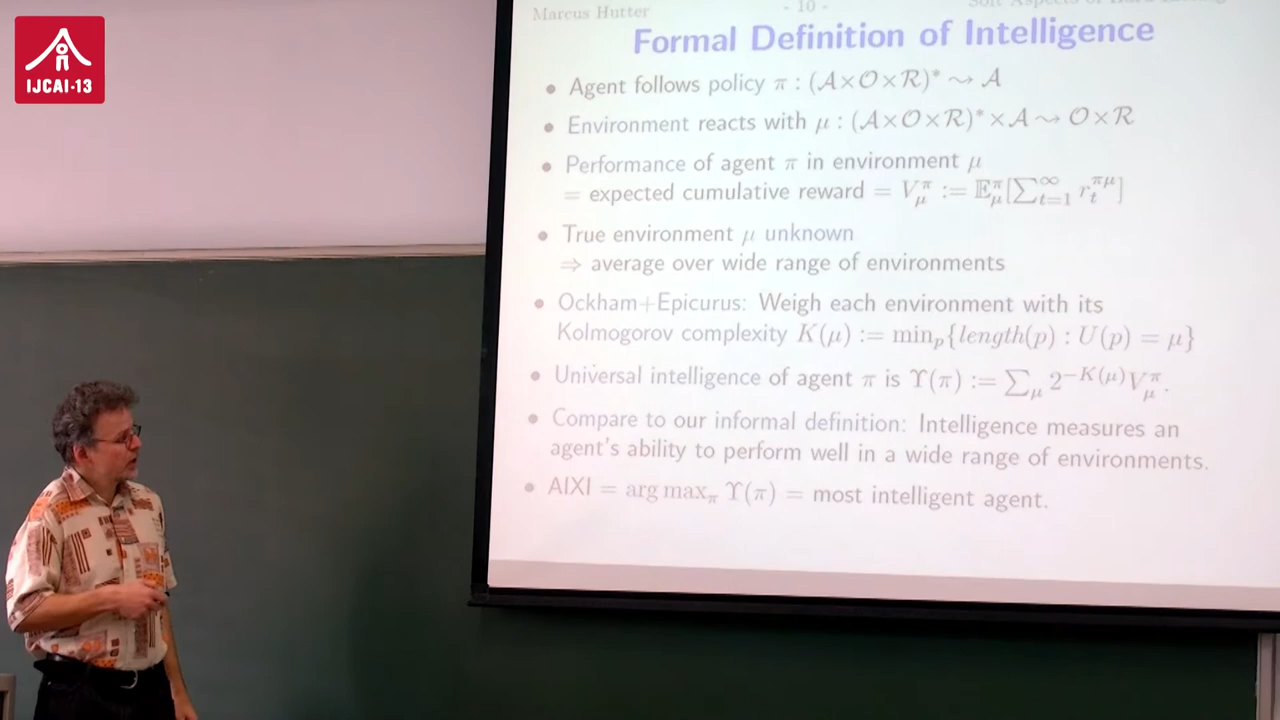 IJCAI-13
Marcus Hutter - 10 -
Formal Definition of Intelligence
• Agent follows policy π : (A×O×R)* ⇝ A
• Environment reacts with μ : (A×O×R)*×A ⇝ O×R
• Performance of agent π in environment μ
= expected cumulative reward = V_μ^π := 𝔼_μ^π[∑_{t=1}^∞ r_t^{πμ}]
• True environment μ unknown
⇒ average over wide range of environments
• Ockham+Epicurus: Weigh each environment with its
Kolmogorov complexity K(μ) := min_p{length(p) : U(p) = μ}
• Universal intelligence of agent π is ϒ(π) := ∑_μ 2^{-K(μ)} V_μ^π.
• Compare to our informal definition: Intelligence measures an
agent's ability to perform well in a wide range of environments.
• AIXI = arg max_π ϒ(π) = most intelligent agent.